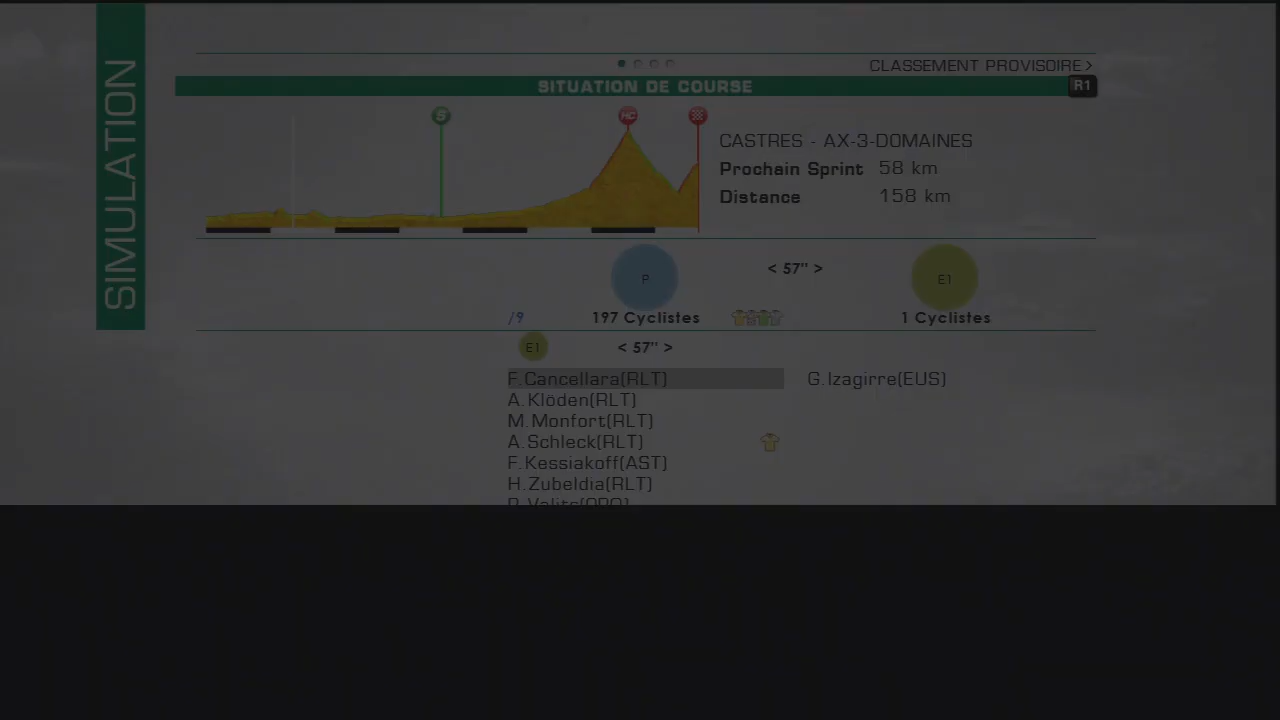 SIMULATION
CLASSEMENT PROVISOIRE >
SITUATION DE COURSE
R1
S
HC
CASTRES - AX-3-DOMAINES
Prochain Sprint 58 km
Distance 158 km
P
< 57'' >
E1
/9
197 Cyclistes
1 Cyclistes
E1
< 57'' >
F.Cancellara(RLT)
G.Izagirre(EUS)
A.Klöden(RLT)
M.Monfort(RLT)
A.Schleck(RLT)
F.Kessiakoff(AST)
H.Zubeldia(RLT)